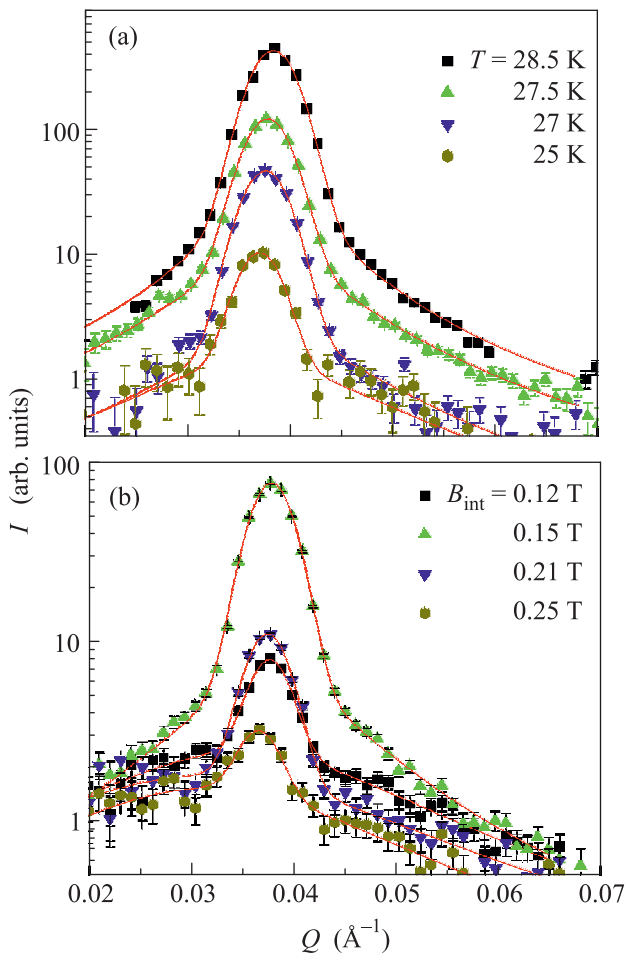 (a)
T = 28.5 K
27.5 K
27 K
25 K
100
10
1
I (arb. units)
100
(b)
B_int = 0.12 T
0.15 T
0.21 T
0.25 T
10
1
0.02 0.03 0.04 0.05 0.06 0.07
Q (Å⁻¹)